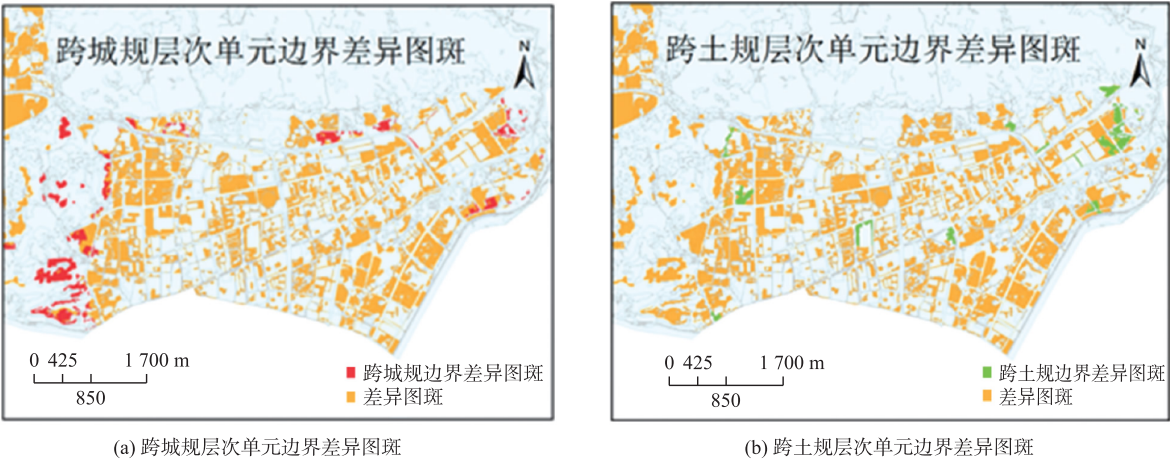 跨城规层次单元边界差异图斑
N
0 425 1 700 m
850
跨城规边界差异图斑
差异图斑
(a) 跨城规层次单元边界差异图斑
跨土规层次单元边界差异图斑
N
0 425 1 700 m
850
跨土规边界差异图斑
差异图斑
(b) 跨土规层次单元边界差异图斑